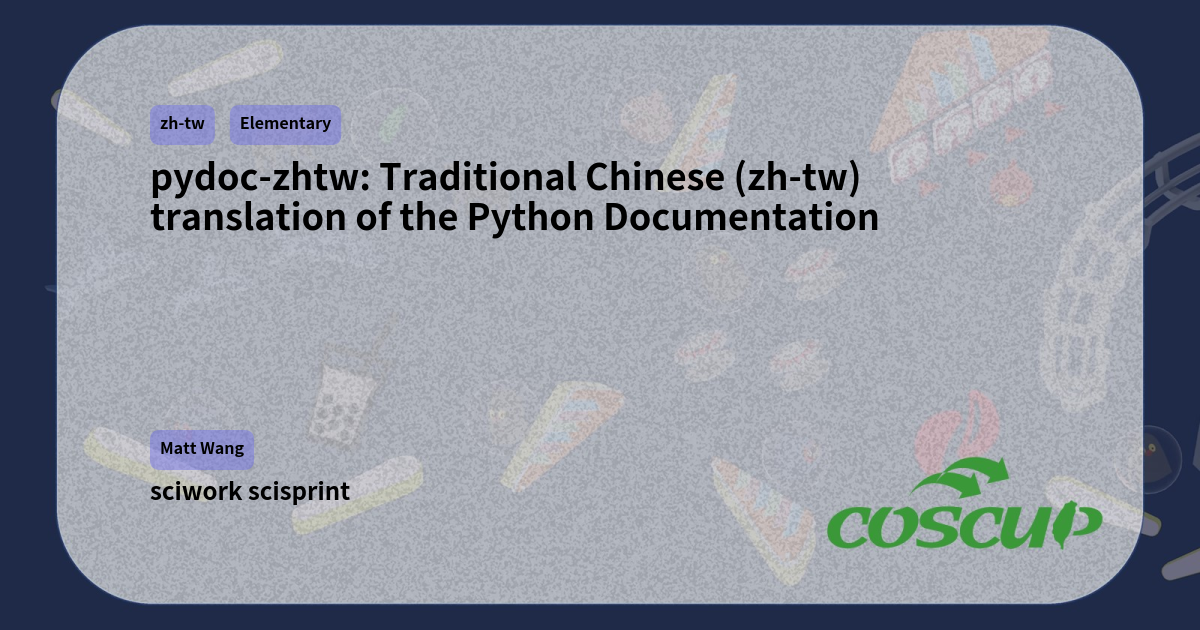 zh-tw Elementary
pydoc-zhtw: Traditional Chinese (zh-tw)
translation of the Python Documentation
Matt Wang
sciwork scisprint
COSCUP